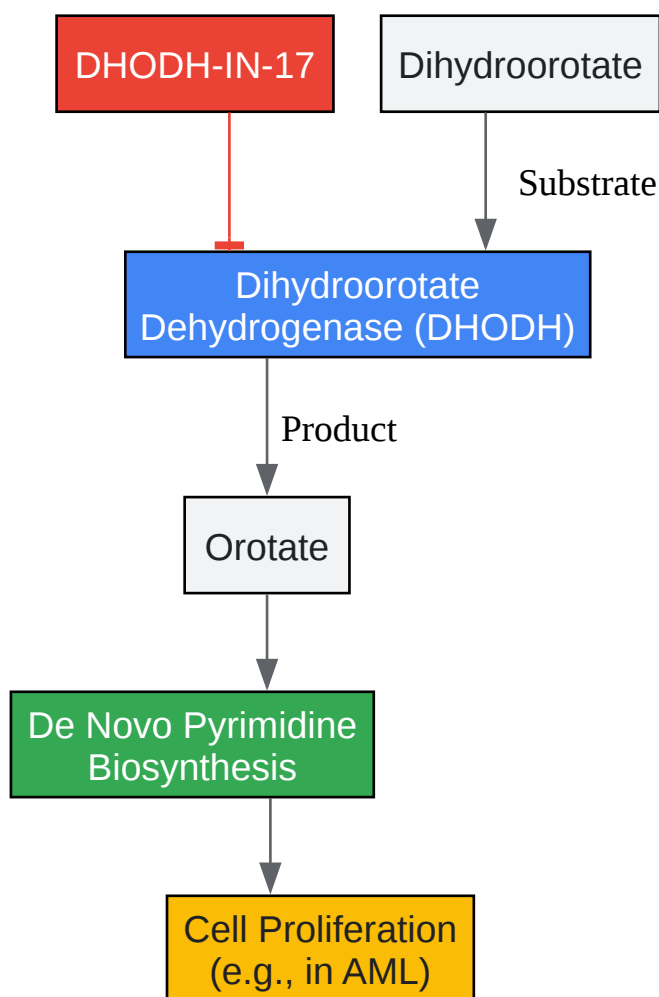 DHODH-IN-17
Dihydroorotate
Substrate
Dihydroorotate
Dehydrogenase (DHODH)
Product
Orotate
De Novo Pyrimidine
Biosynthesis
Cell Proliferation
(e.g., in AML)